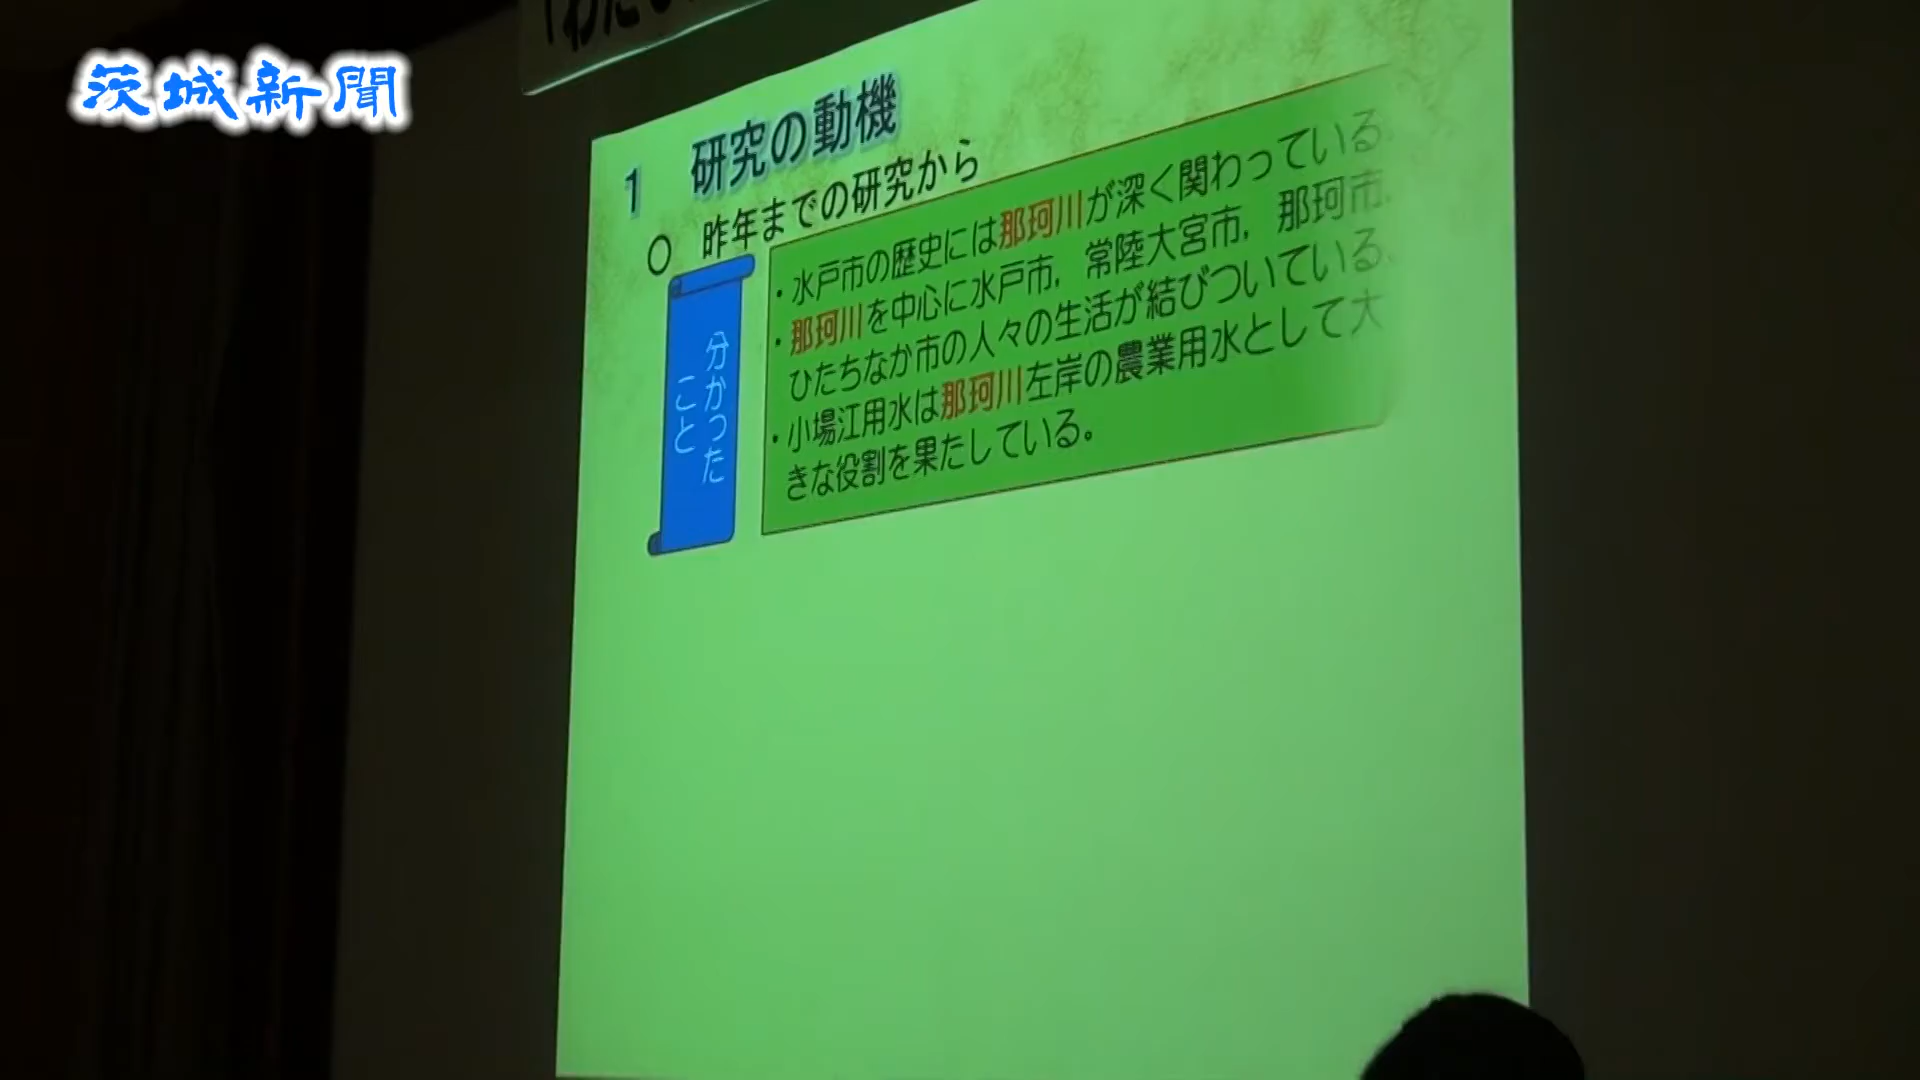 「わたし
茨城新聞
1 研究の動機
○ 昨年までの研究から
分かった
こと
・水戸市の歴史には那珂川が深く関わっている
・那珂川を中心に水戸市，常陸大宮市，那珂市，
ひたちなか市の人々の生活が結びついている。
・小場江用水は那珂川左岸の農業用水として大
きな役割を果たしている。